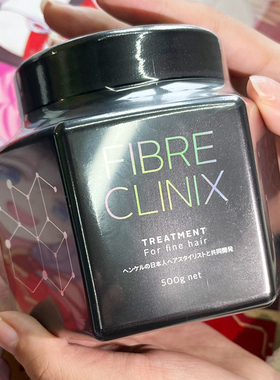 FIBRE
CLINIX
TREATMENT
For fine hair
ヘンケルの日本人ヘアスタイリストと共同開発
500g net